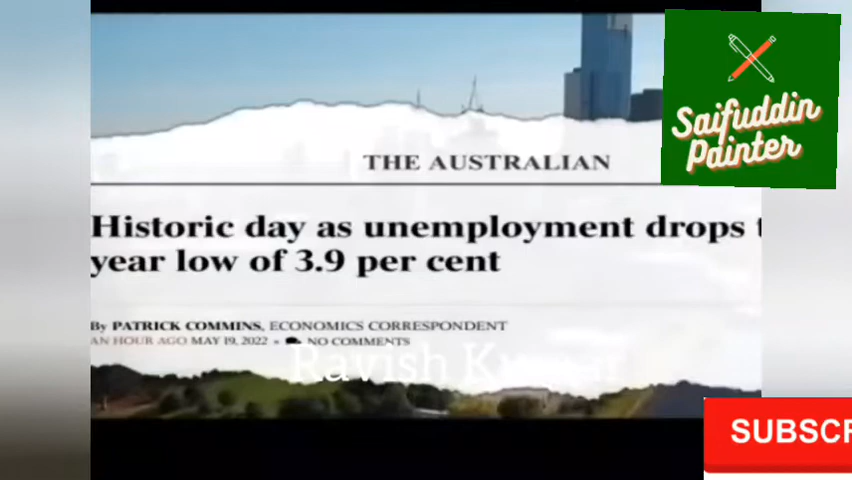 Saifuddin
Painter
THE AUSTRALIAN
Historic day as unemployment drops
year low of 3.9 per cent
By PATRICK COMMINS, ECONOMICS CORRESPONDENT
AN HOUR AGO MAY 19, 2022 • NO COMMENTS
Ravish
SUBSC